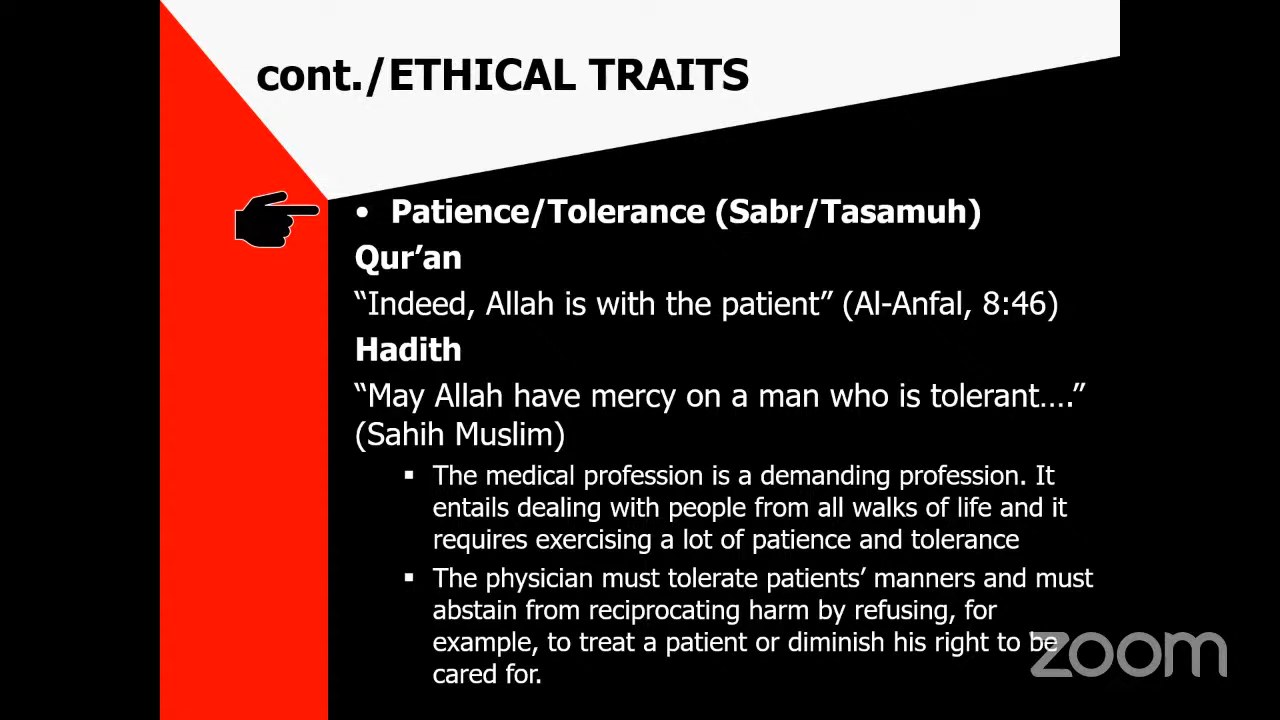 cont./ETHICAL TRAITS
• Patience/Tolerance (Sabr/Tasamuh)
Qur’an
“Indeed, Allah is with the patient” (Al-Anfal, 8:46)
Hadith
“May Allah have mercy on a man who is tolerant....”
(Sahih Muslim)
▪ The medical profession is a demanding profession. It
entails dealing with people from all walks of life and it
requires exercising a lot of patience and tolerance
▪ The physician must tolerate patients’ manners and must
abstain from reciprocating harm by refusing, for
example, to treat a patient or diminish his right to be
cared for.
zoom